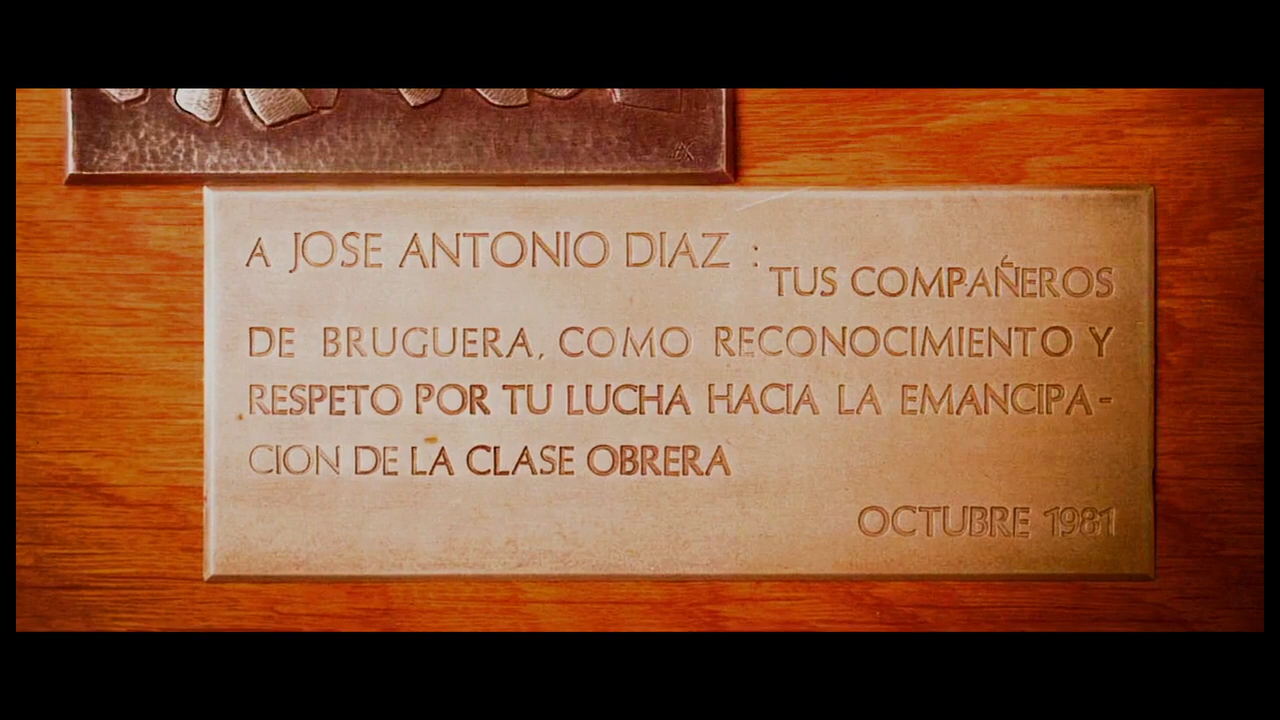 A JOSE ANTONIO DIAZ :
TUS COMPAÑEROS
DE BRUGUERA, COMO RECONOCIMIENTO Y
RESPETO POR TU LUCHA HACIA LA EMANCIPA-
CION DE LA CLASE OBRERA
OCTUBRE 1981